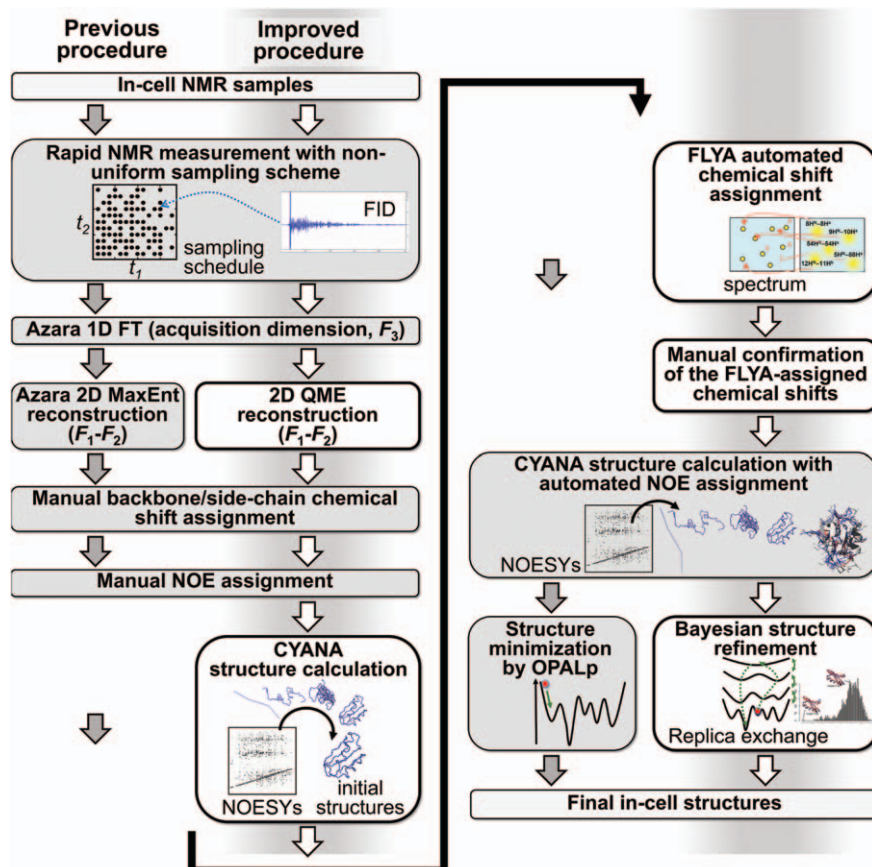 Previous procedure
Improved procedure
In-cell NMR samples
Rapid NMR measurement with non-
uniform sampling scheme
t2
t1
sampling
schedule
FID
Azara 1D FT (acquisition dimension, F3)
Azara 2D MaxEnt
reconstruction
(F1-F2)
2D QME
reconstruction
(F1-F2)
Manual backbone/side-chain chemical
shift assignment
Manual NOE assignment
CYANA
structure calculation
NOESYs
initial
structures
FLYA automated
chemical shift
assignment
spectrum
Manual confirmation
of the FLYA-assigned
chemical shifts
CYANA structure calculation with
automated NOE assignment
NOESYs
Structure
minimization
by OPALp
Bayesian structure
refinement
Replica exchange
Final in-cell structures